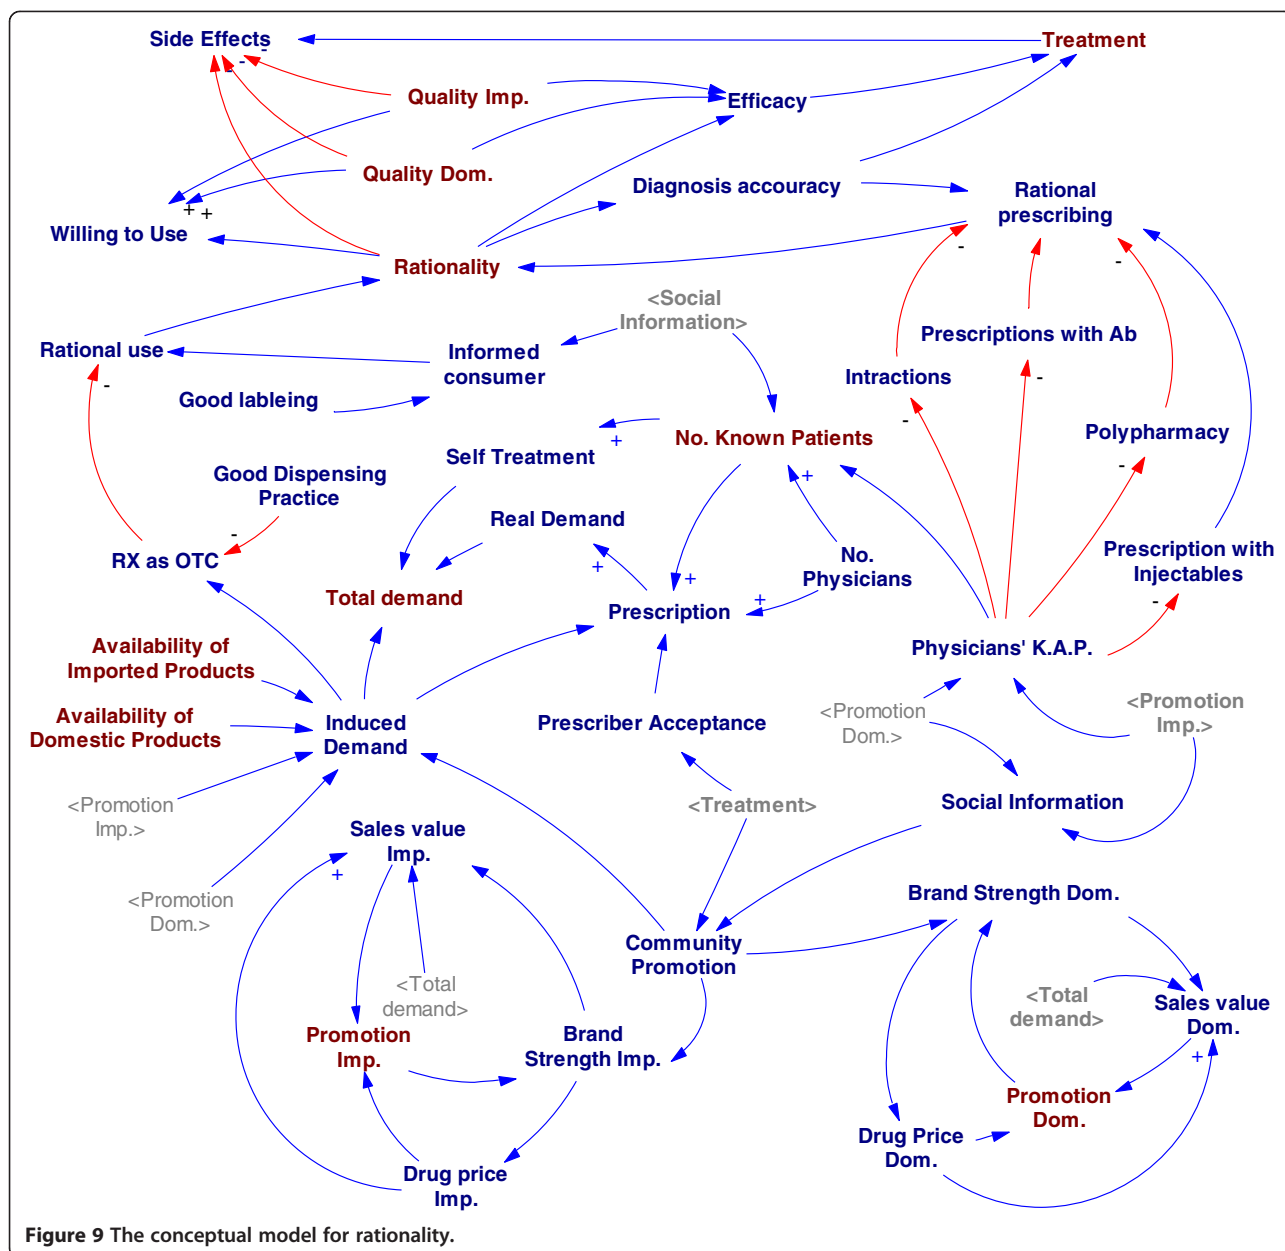 Side Effects
Treatment
-
-
-
Quality Imp.
Efficacy
Quality Dom.
Diagnosis accouracy
Rational
prescribing
+
+
Willing to Use
-
-
Rationality
<Social
Information>
Prescriptions with Ab
Rational use
Informed
consumer
Intractions
-
-
Good lableing
-
No. Known Patients
Polypharmacy
+
Self Treatment
-
Good Dispensing
Practice
+
Real Demand
-
RX as OTC
No.
Physicians
Prescription with
Injectables
+
+
+
-
Total demand
Prescription
Availability of
Imported Products
Physicians' K.A.P.
Availability of
Domestic Products
Induced
Demand
Prescriber Acceptance
<Promotion
Dom.>
<Promotion
Imp.>
<Promotion
Imp.>
<Treatment>
Social Information
Sales value
Imp.
+
<Promotion
Dom.>
Brand Strength Dom.
Community
Promotion
<Total
demand>
<Total
demand>
Sales value
Dom.
Promotion
Imp.
Brand
Strength Imp.
+
Promotion
Dom.
Drug Price
Dom.
Drug price
Imp.
Figure 9 The conceptual model for rationality.